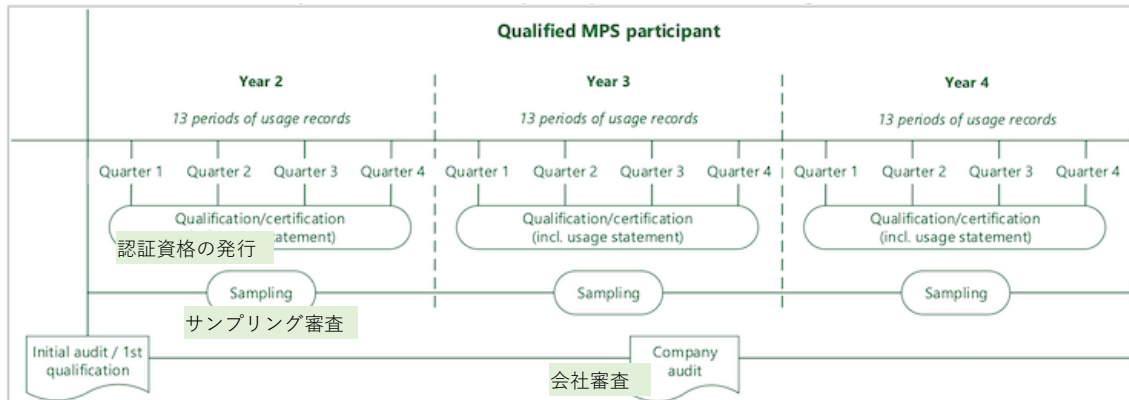 Qualified MPS participant
Year 2
Year 3
Year 4
13 periods of usage records
13 periods of usage records
13 periods of usage records
Quarter 1 Quarter 2 Quarter 3 Quarter 4 Quarter 1 Quarter 2 Quarter 3 Quarter 4 Quarter 1 Quarter 2 Quarter 3 Quarter 4
Qualification/certification
atement)
認証資格の発行
Qualification/certification
(incl. usage statement)
Qualification/certification
(incl. usage statement)
Sampling
サンプリング審査
Sampling
Sampling
Initial audit / 1st
qualification
Company
audit
会社審査